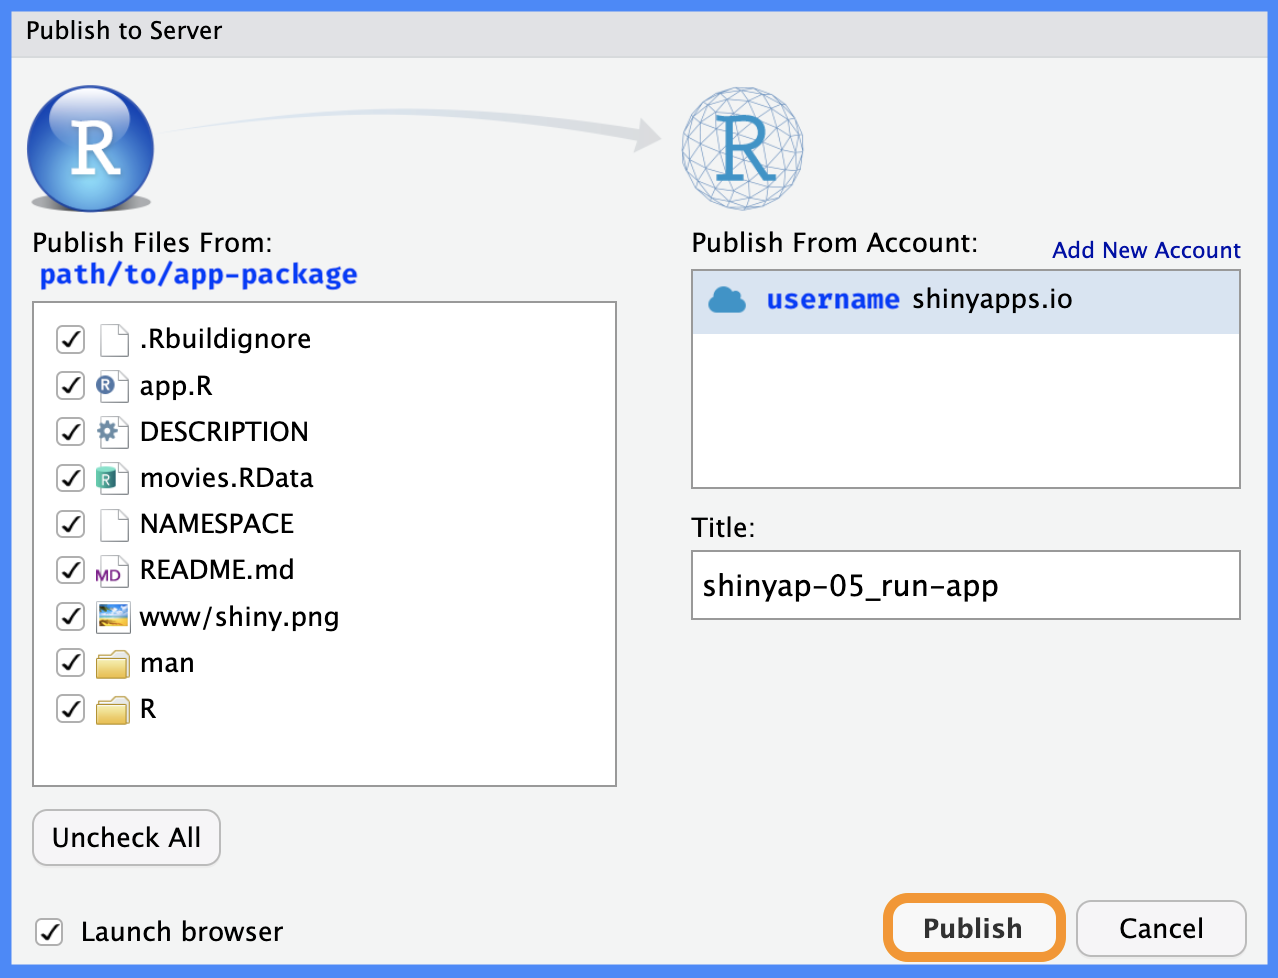 Publish to Server
R
R
Publish Files From:
path/to/app-package
.Rbuildignore
R app.R
DESCRIPTION
R movies.RData
NAMESPACE
MD README.md
www/shiny.png
man
R
Uncheck All
Launch browser
Publish From Account:
Add New Account
username shinyapps.io
Title:
shinyap-05_run-app
Publish
Cancel